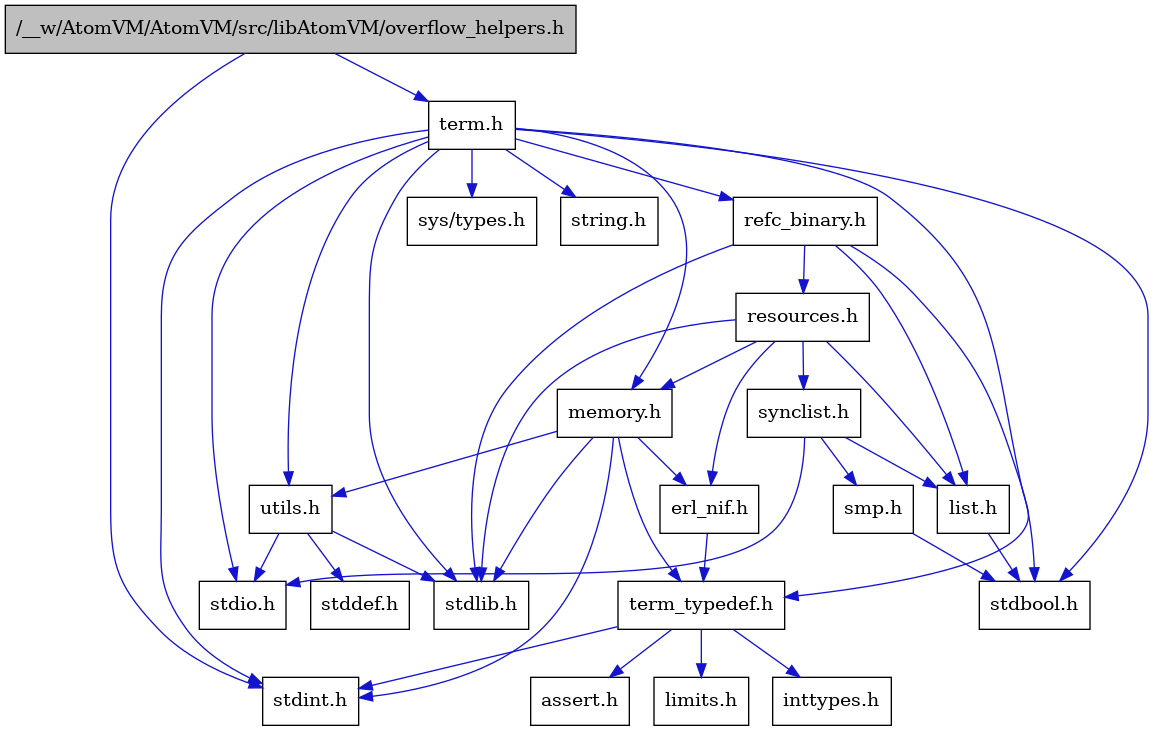 /__w/AtomVM/AtomVM/src/libAtomVM/overflow_helpers.h
term.h
sys/types.h
string.h
refc_binary.h
resources.h
memory.h
synclist.h
utils.h
erl_nif.h
smp.h
list.h
stdio.h
stddef.h
stdlib.h
term_typedef.h
stdbool.h
stdint.h
assert.h
limits.h
inttypes.h